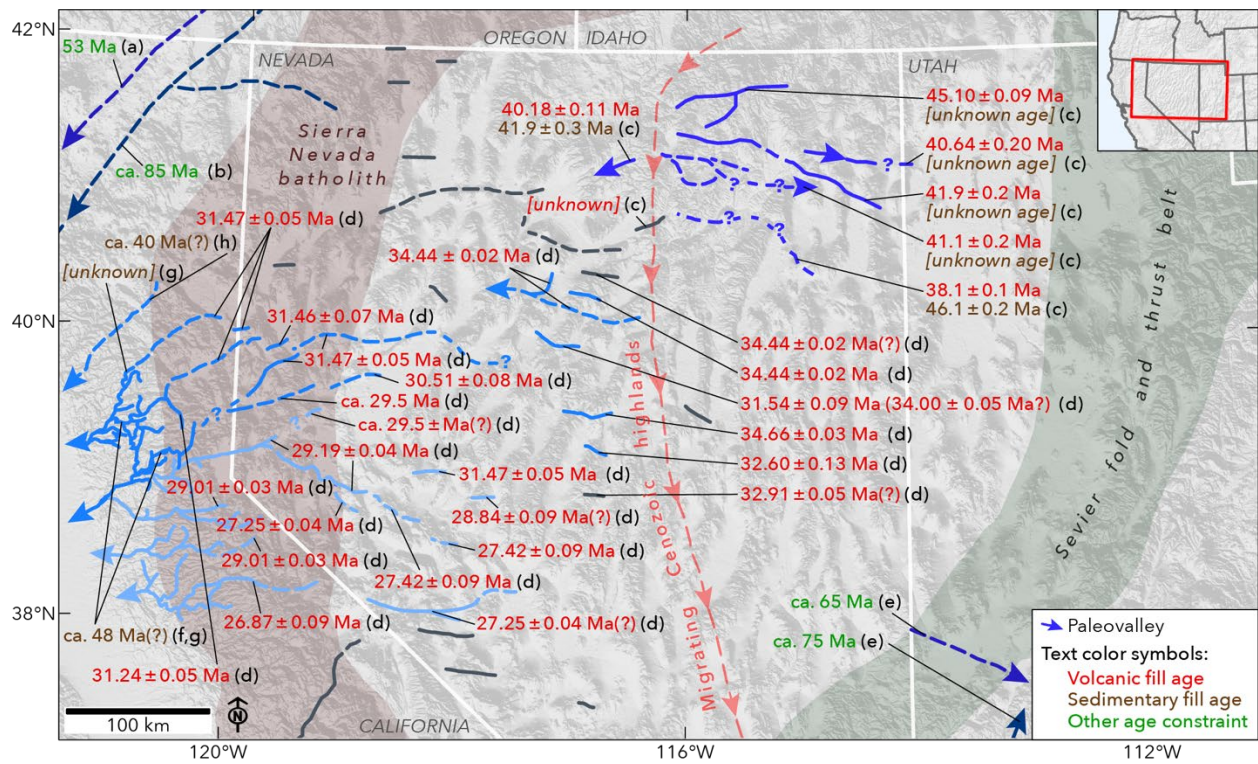 42°N
OREGON
IDAHO
53 Ma (a)
NEVADA
UTAH
45.10 ± 0.09 Ma
[unknown age] (c)
40.18 ± 0.11 Ma
41.9 ± 0.3 Ma (c)
Sierra
Nevada
batholith
40.64 ± 0.20 Ma
[unknown age] (c)
ca. 85 Ma (b)
?
41.9 ± 0.2 Ma
[unknown age] (c)
? ?
[unknown] (c)
31.47 ± 0.05 Ma (d)
? ?
41.1 ± 0.2 Ma
[unknown age] (c)
ca. 40 Ma(?) (h)
34.44 ± 0.02 Ma (d)
[unknown] (g)
38.1 ± 0.1 Ma
46.1 ± 0.2 Ma (c)
40°N
31.46 ± 0.07 Ma (d)
34.44 ± 0.02 Ma(?) (d)
31.47 ± 0.05 Ma (d)
?
34.44 ± 0.02 Ma (d)
30.51 ± 0.08 Ma (d)
ca. 29.5 Ma (d)
31.54 ± 0.09 Ma (34.00 ± 0.05 Ma?) (d)
?
?
ca. 29.5 ± Ma(?) (d)
34.66 ± 0.03 Ma (d)
29.19 ± 0.04 Ma (d)
32.60 ± 0.13 Ma (d)
31.47 ± 0.05 Ma (d)
29.01 ± 0.03 Ma (d)
32.91 ± 0.05 Ma(?) (d)
28.84 ± 0.09 Ma(?) (d)
27.25 ± 0.04 Ma (d)
27.42 ± 0.09 Ma (d)
29.01 ± 0.03 Ma (d)
27.42 ± 0.09 Ma (d)
Migrating Cenozoic highlands
Sevier fold and thrust belt
38°N
26.87 ± 0.09 Ma (d)
27.25 ± 0.04 Ma(?) (d)
ca. 65 Ma (e)
ca. 48 Ma(?) (f,g)
ca. 75 Ma (e)
31.24 ± 0.05 Ma (d)
Paleovalley
Text color symbols:
Volcanic fill age
Sedimentary fill age
Other age constraint
100 km
N
CALIFORNIA
120°W
116°W
112°W